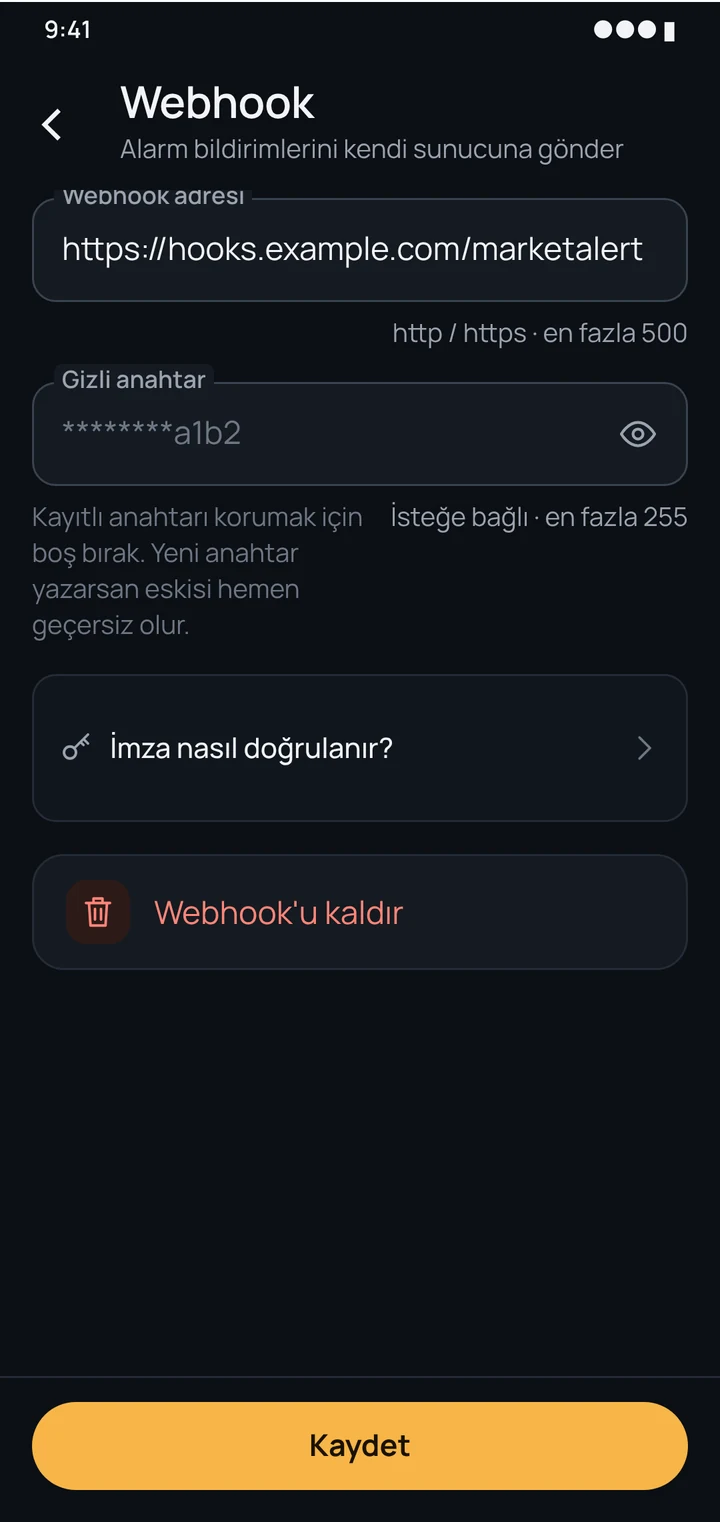 9:41
Webhook
Alarm bildirimlerini kendi sunucuna gönder
Webhook adresi
https://hooks.example.com/marketalert
http / https · en fazla 500
Gizli anahtar
********a1b2
Kayıtlı anahtarı korumak için
boş bırak. Yeni anahtar
yazarsan eskisi hemen
geçersiz olur.
İsteğe bağlı · en fazla 255
İmza nasıl doğrulanır?
Webhook'u kaldır
Kaydet